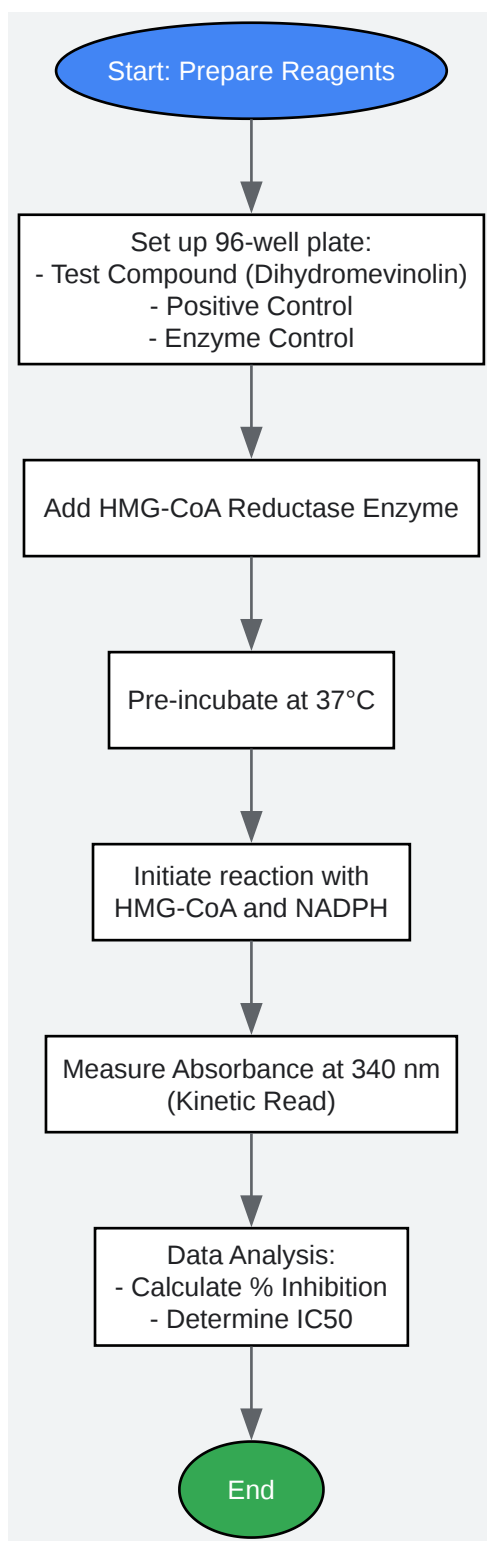 Start: Prepare Reagents
Set up 96-well plate:
- Test Compound (Dihydromevinolin)
- Positive Control
- Enzyme Control
Add HMG-CoA Reductase Enzyme
Pre-incubate at 37°C
Initiate reaction with
HMG-CoA and NADPH
Measure Absorbance at 340 nm
(Kinetic Read)
Data Analysis:
- Calculate % Inhibition
- Determine IC50
End